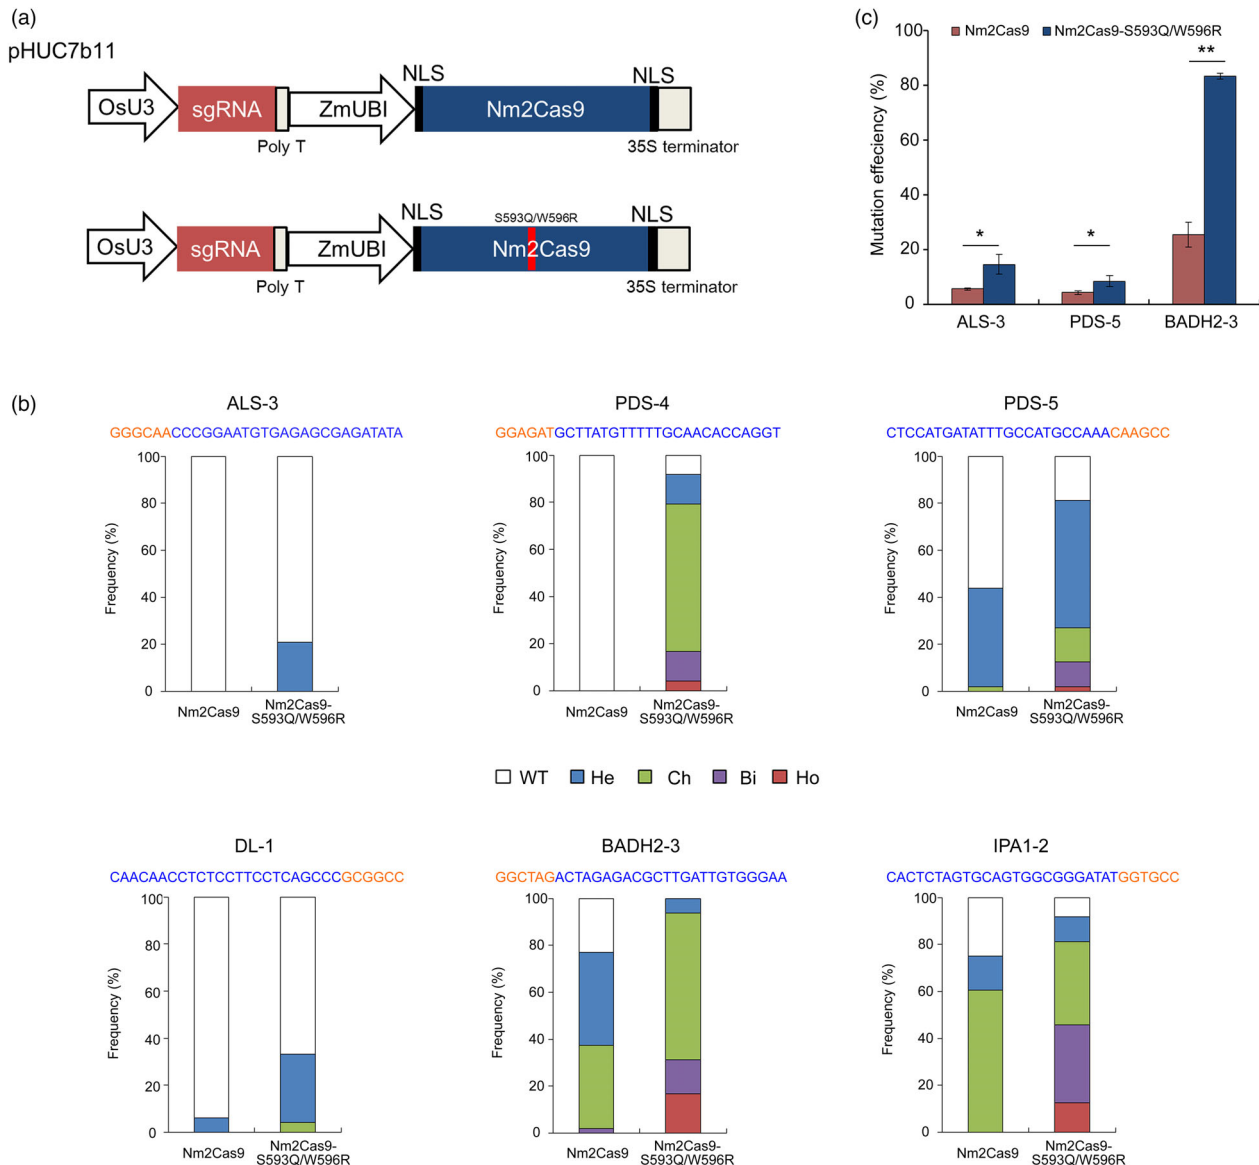 (a)
pHUC7b11
OsU3
sgRNA
Poly T
ZmUBI
NLS
Nm2Cas9
NLS
35S terminator
OsU3
sgRNA
Poly T
ZmUBI
NLS
S593Q/W596R
Nm2Cas9
NLS
35S terminator
(c)
Nm2Cas9
Nm2Cas9-S593Q/W596R
Mutation effeciency (%)
100
80
60
40
20
0
*
*
**
ALS-3
PDS-5
BADH2-3
(b)
ALS-3
GGGCAACCCGGAATGTGAGAGCGAGATATA
Frequency (%)
100
80
60
40
20
0
Nm2Cas9
Nm2Cas9-
S593Q/W596R
PDS-4
GGAGATGCTTATGTTTTTGCAACACCAGGT
Frequency (%)
100
80
60
40
20
0
Nm2Cas9
Nm2Cas9-
S593Q/W596R
PDS-5
CTCCATGATATTTGCCATGCCAAACAAGCC
Frequency (%)
100
80
60
40
20
0
Nm2Cas9
Nm2Cas9-
S593Q/W596R
WT
He
Ch
Bi
Ho
DL-1
CAACAACCTCTCCTTCCTCAGCCCGCGGCC
Frequency (%)
100
80
60
40
20
0
Nm2Cas9
Nm2Cas9-
S593Q/W596R
BADH2-3
GGCTAGACTAGAGACGCTTGATTGTGGGAA
Frequency (%)
100
80
60
40
20
0
Nm2Cas9
Nm2Cas9-
S593Q/W596R
IPA1-2
CACTCTAGTGCAGTGGCGGGATATGGTGCC
Frequency (%)
100
80
60
40
20
0
Nm2Cas9
Nm2Cas9-
S593Q/W596R